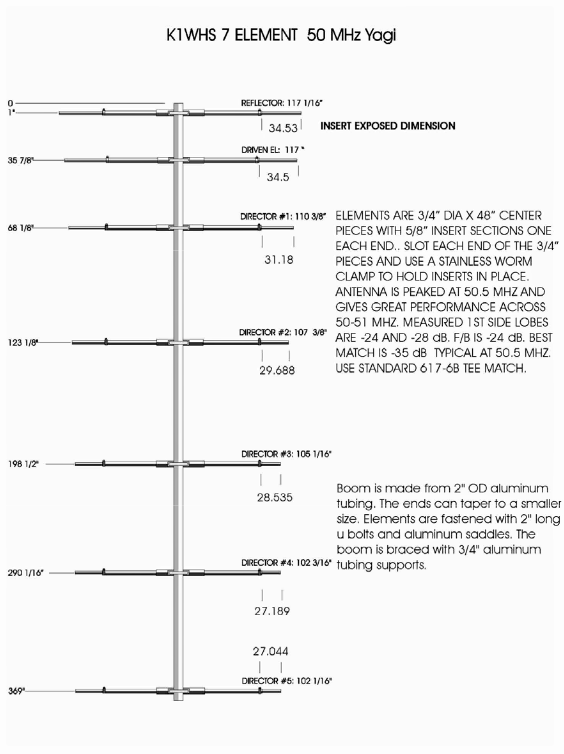 K1WHS 7 ELEMENT 50 MHz Yagi
0
1"
REFLECTOR: 117 1/16"
34.53
INSERT EXPOSED DIMENSION
DRIVEN EL: 117 "
35 7/8"
34.5
DIRECTOR #1: 110 3/8"
68 1/8"
31.18
ELEMENTS ARE 3/4" DIA X 48" CENTER
PIECES WITH 5/8" INSERT SECTIONS ONE
EACH END.. SLOT EACH END OF THE 3/4"
PIECES AND USE A STAINLESS WORM
CLAMP TO HOLD INSERTS IN PLACE.
ANTENNA IS PEAKED AT 50.5 MHZ AND
GIVES GREAT PERFORMANCE ACROSS
50-51 MHZ. MEASURED 1ST SIDE LOBES
ARE -24 AND -28 dB. F/B IS -24 dB. BEST
MATCH IS -35 dB TYPICAL AT 50.5 MHZ.
USE STANDARD 617-6B TEE MATCH.
DIRECTOR #2: 107 3/8"
123 1/8"
29.688
DIRECTOR #3: 105 1/16"
198 1/2"
28.535
Boom is made from 2" OD aluminum
tubing. The ends can taper to a smaller
size. Elements are fastened with 2" long
u bolts and aluminum saddles. The
boom is braced with 3/4" aluminum
tubing supports.
DIRECTOR #4: 102 3/16"
290 1/16"
27.189
27.044
DIRECTOR #5: 102 1/16"
369"